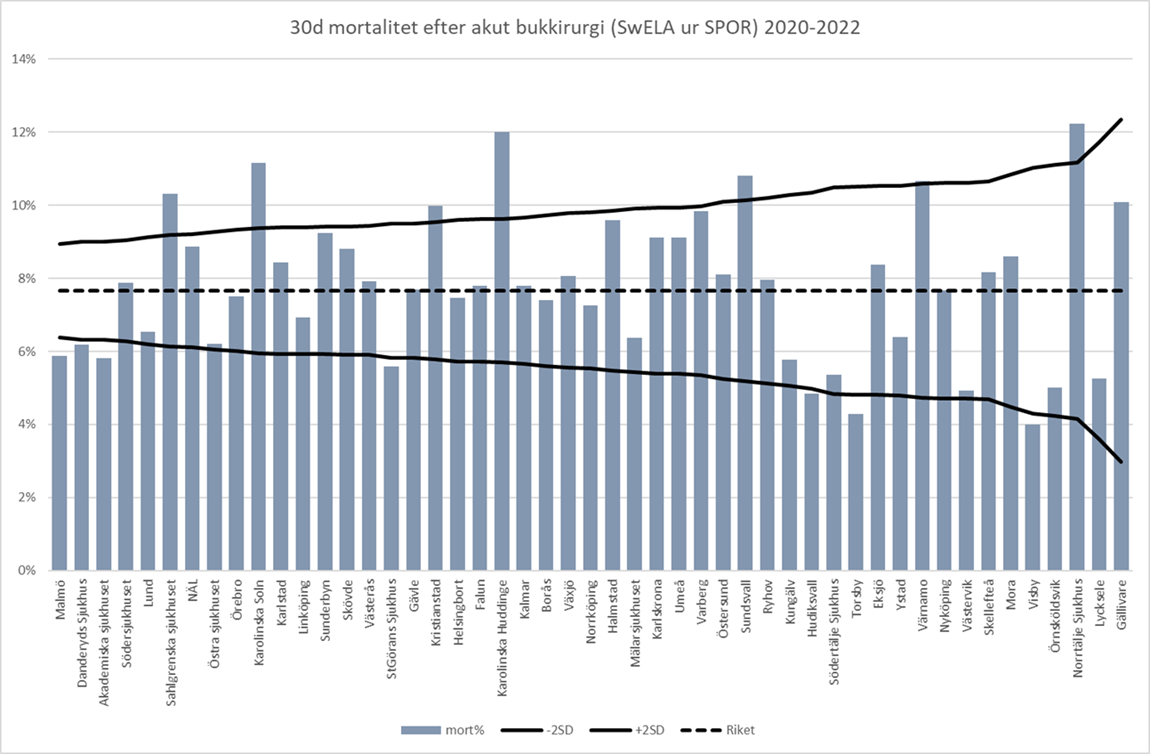 30d mortalitet efter akut bukkirurgi (SwELA ur SPOR) 2020-2022
14%
12%
10%
8%
6%
4%
2%
0%
Malmö
Danderyds Sjukhus
Akademiska sjukhuset
Södersjukhuset
Lund
Sahlgrenska sjukhuset
NÄL
Östra sjukhuset
Örebro
Karolinska Soln
Karlstad
Linköping
Sunderbyn
Skövde
Västerås
StGörans Sjukhus
Gävle
Kristianstad
Helsingbort
Falun
Karolinska Huddinge
Kalmar
Borås
Växjö
Norrköping
Halmstad
Mälarsjukhuset
Karlskrona
Umeå
Varberg
Östersund
Sundsvall
Ryhov
Kungälv
Hudiksvall
Södertälje Sjukhus
Torsby
Eksjö
Ystad
Värnamo
Nyköping
Västervik
Skellefteå
Mora
Visby
Örnsköldsvik
Norrtälje Sjukhus
Lycksele
Gällivare
mort% -2SD +2SD Riket